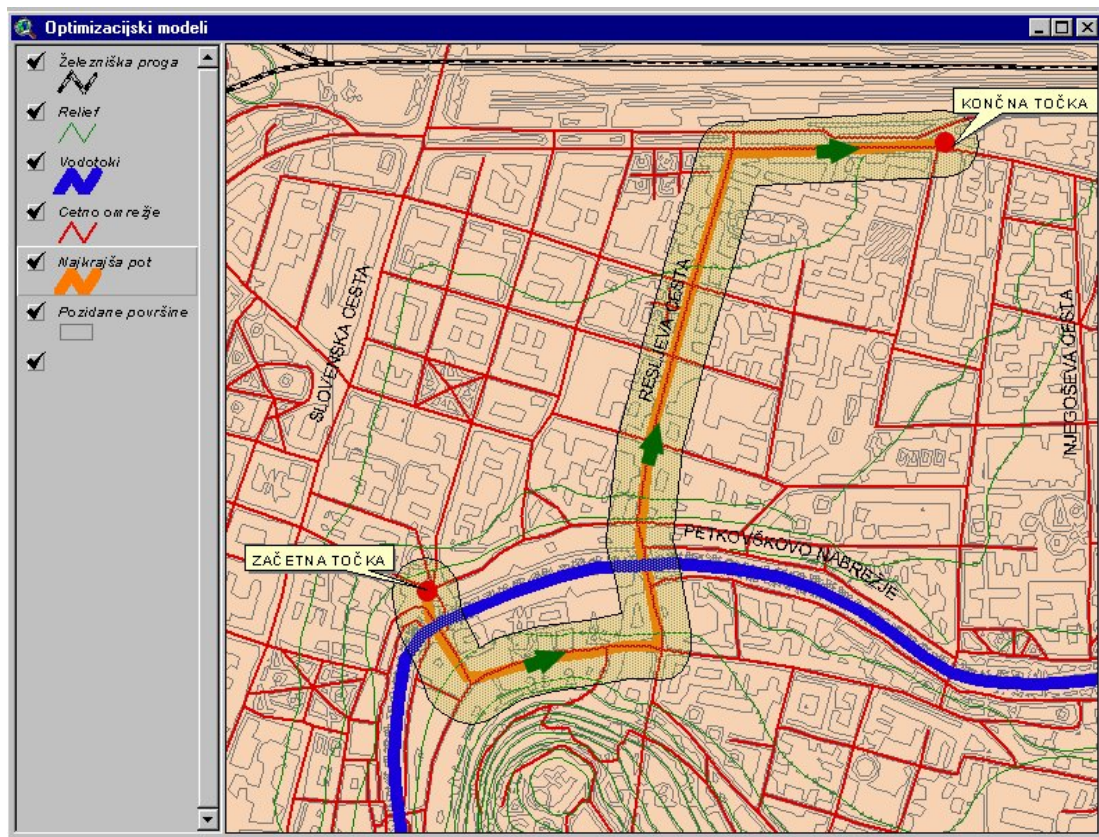 Optimizacijski modeli
Železniška proga
Relief
Vodotoki
Cetno omrežje
Najkrajša pot
Pozidane površine
KONČNA TOČKA
SLOVENSKA CESTA
RESLJEVA CESTA
NJEGOŠEVA CESTA
PETKOVŠKOVO NABREŽJE
ZAČETNA TOČKA